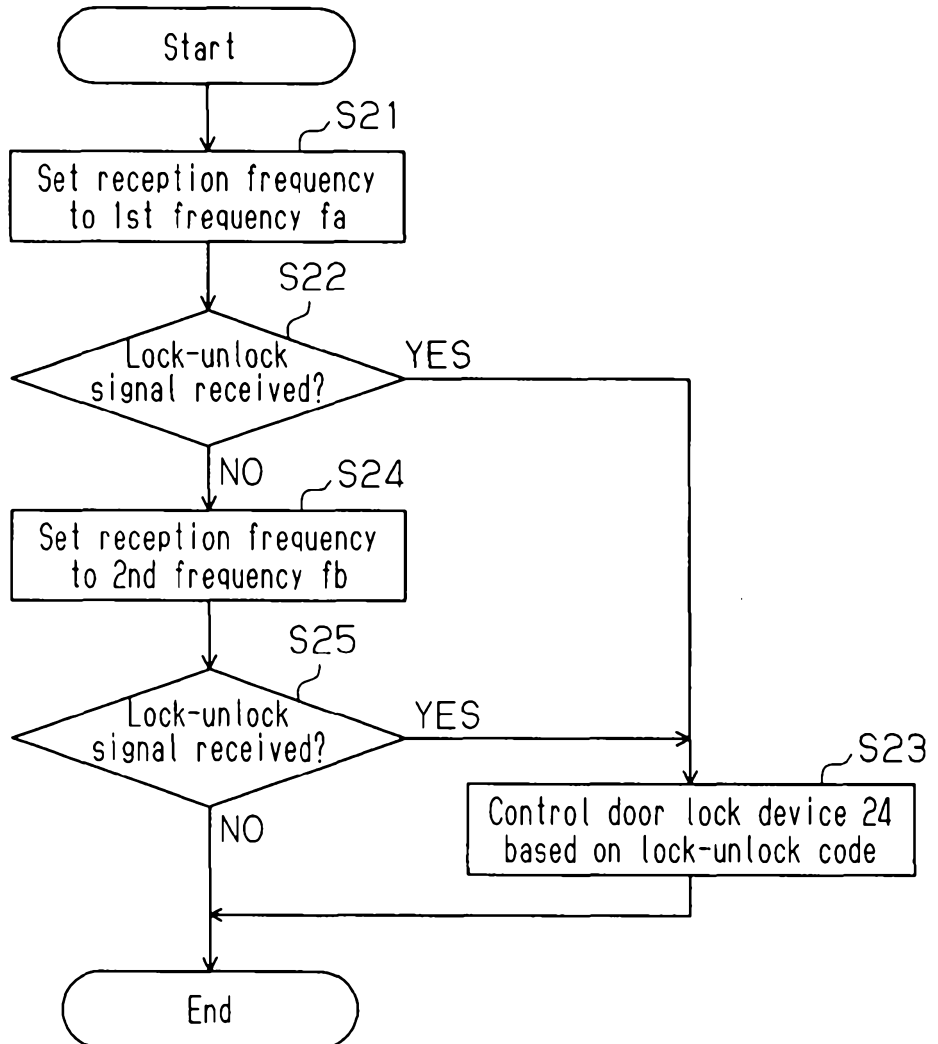 Start
S21
Set reception frequency
to 1st frequency fa
S22
Lock-unlock
signal received?
YES
NO
S24
Set reception frequency
to 2nd frequency fb
S25
Lock-unlock
signal received?
YES
S23
NO
Control door lock device 24
based on lock-unlock code
End